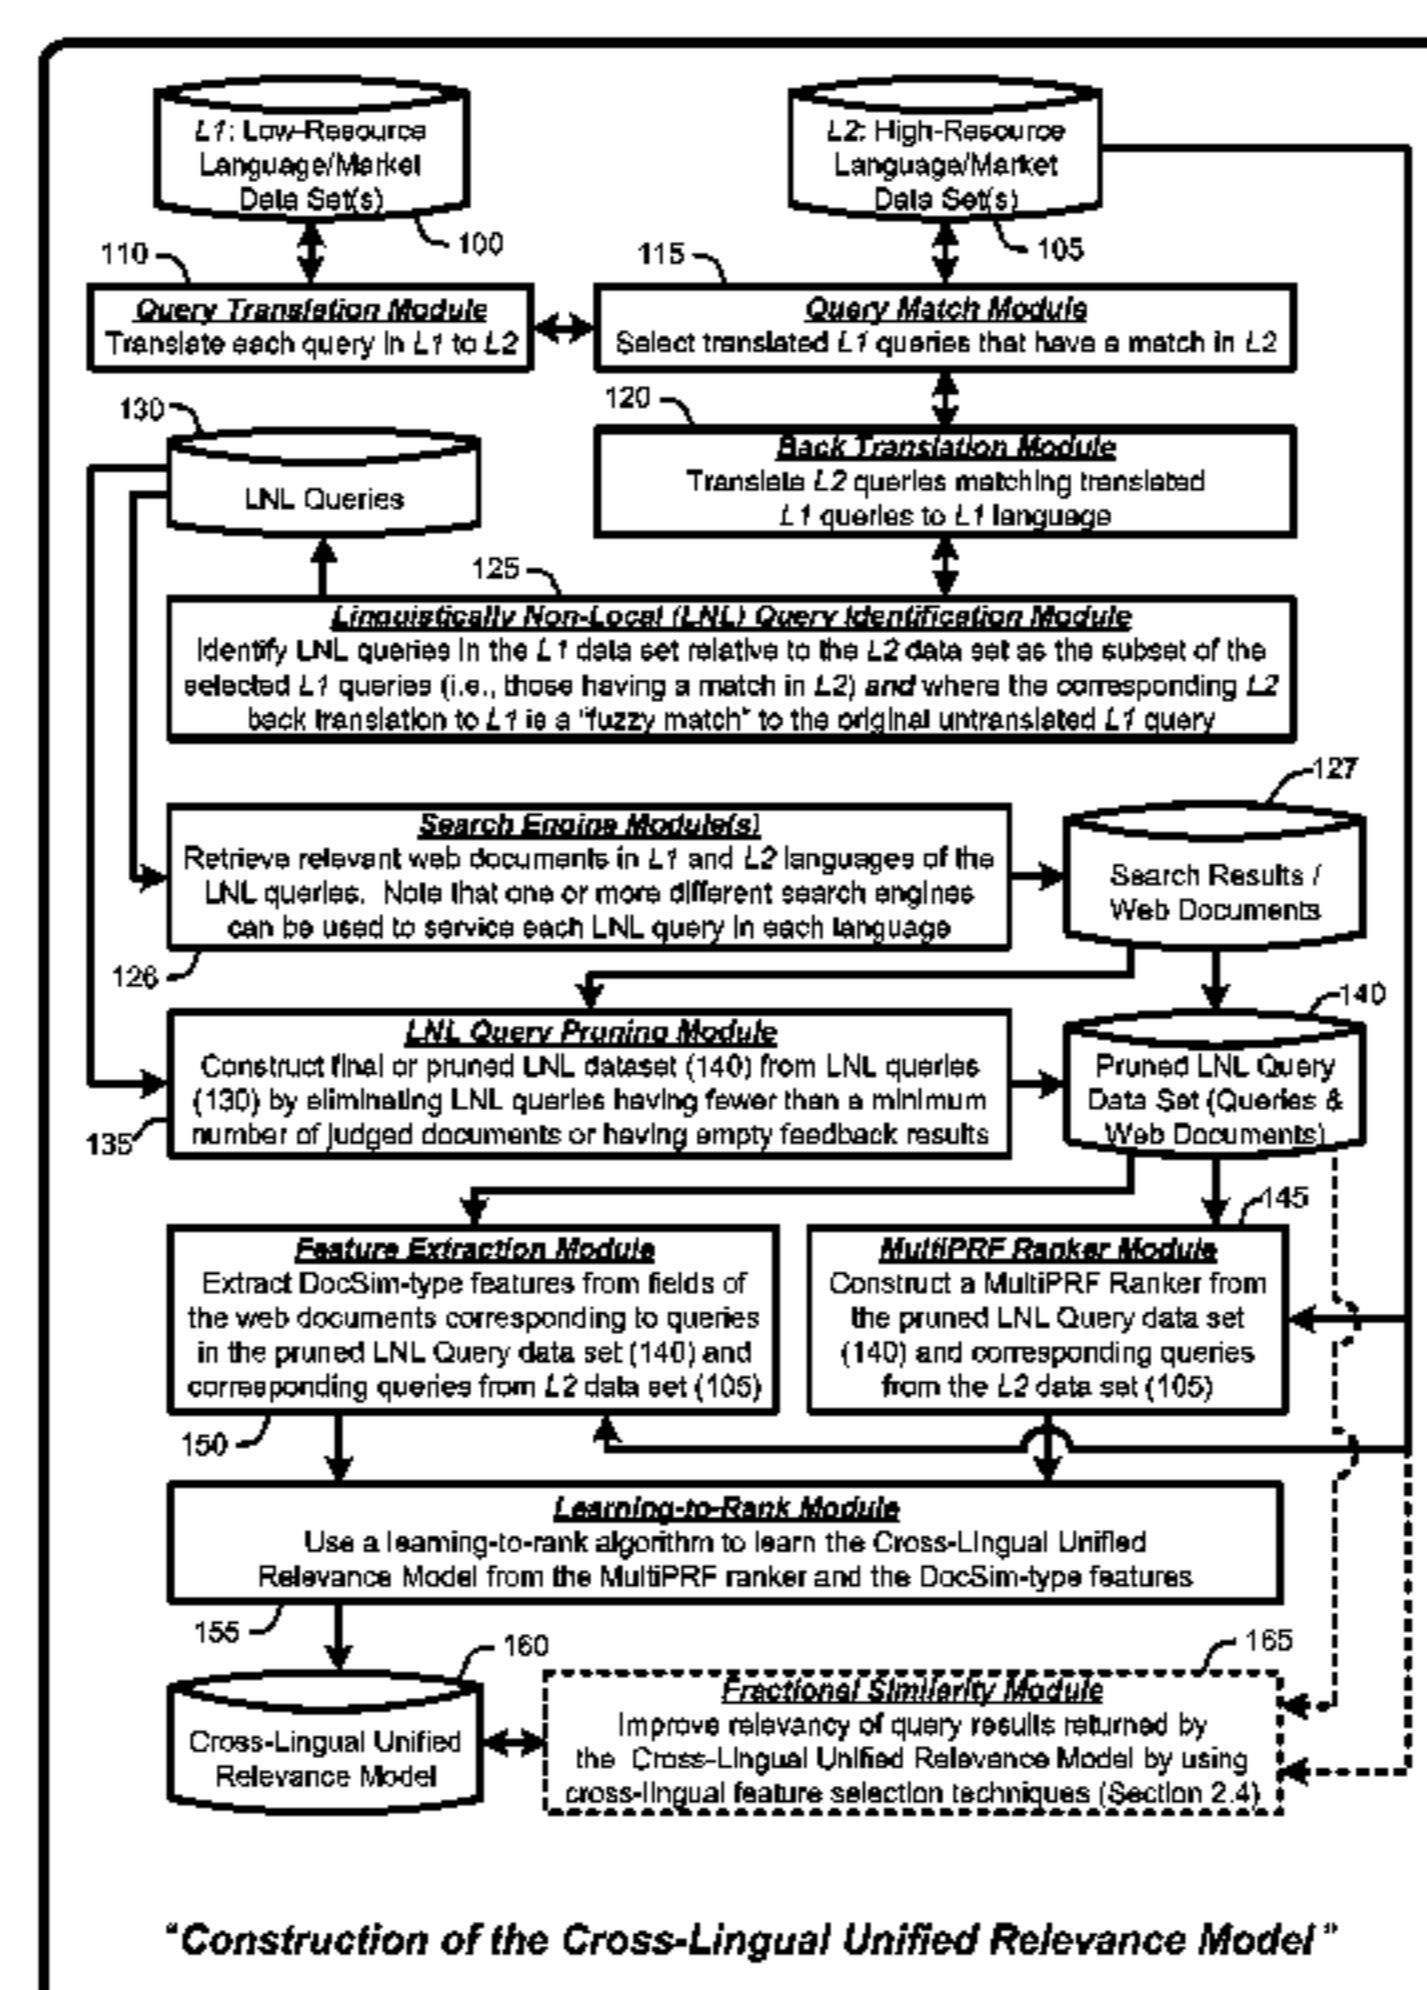 L1: Low-Resource
Language/Market
Data Set(s)
100
L2: High-Resource
Language/Market
Data Set(s)
105
110
Query Translation Module
Translate each query in L1 to L2
115
Query Match Module
Select translated L1 queries that have a match in L2
130
LNL Queries
120
Back Translation Module
Translate L2 queries matching translated
L1 queries to L1 language
125
Linguistically Non-Local (LNL) Query Identification Module
Identify LNL queries in the L1 data set relative to the L2 data set as the subset of the
selected L1 queries (i.e., those having a match in L2) and where the corresponding L2
back translation to L1 is a "fuzzy match" to the original untranslated L1 query
Search Engine Module(s)
Retrieve relevant web documents in L1 and L2 languages of the
LNL queries. Note that one or more different search engines
can be used to service each LNL query in each language
126
127
Search Results /
Web Documents
LNL Query Pruning Module
Construct final or pruned LNL dataset (140) from LNL queries
(130) by eliminating LNL queries having fewer than a minimum
number of judged documents or having empty feedback results
135
140
Pruned LNL Query
Data Set (Queries &
Web Documents)
Feature Extraction Module
Extract DocSim-type features from fields of
the web documents corresponding to queries
in the pruned LNL Query data set (140) and
corresponding queries from L2 data set (105)
150
145
MultiPRF Ranker Module
Construct a MultiPRF Ranker from
the pruned LNL Query data set
(140) and corresponding queries
from the L2 data set (105)
Learning-to-Rank Module
Use a learning-to-rank algorithm to learn the Cross-Lingual Unified
Relevance Model from the MultiPRF ranker and the DocSim-type features
155
160
Cross-Lingual Unified
Relevance Model
165
Fractional Similarity Module
Improve relevancy of query results returned by
the Cross-Lingual Unified Relevance Model by using
cross-lingual feature selection techniques (Section 2.4)
"Construction of the Cross-Lingual Unified Relevance Model"